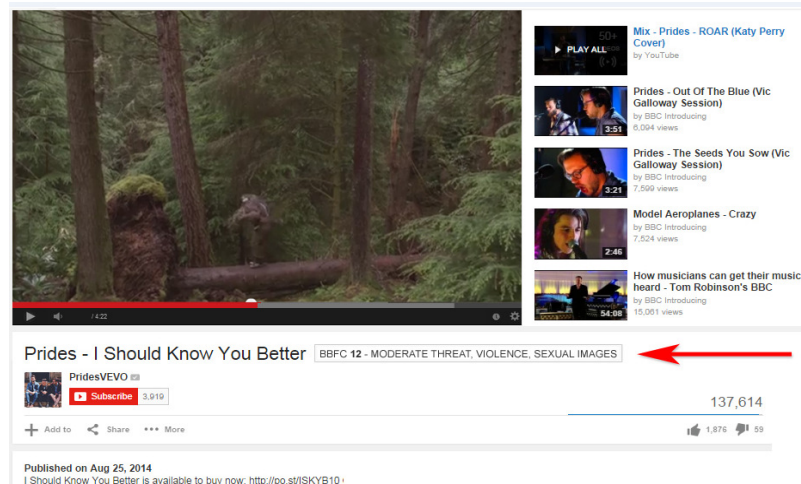 50+
PLAY ALL
Mix - Prides - ROAR (Katy Perry
Cover)
by YouTube
Prides - Out Of The Blue (Vic
Galloway Session)
by BBC Introducing
6,094 views
3:51
Prides - The Seeds You Sow (Vic
Galloway Session)
by BBC Introducing
7,599 views
3:21
Model Aeroplanes - Crazy
by BBC Introducing
7,524 views
2:46
How musicians can get their music
heard - Tom Robinson's BBC
by BBC Introducing
15,061 views
54:08
/ 4:22
Prides - I Should Know You Better
BBFC 12 - MODERATE THREAT, VIOLENCE, SEXUAL IMAGES
PridesVEVO
Subscribe 3,919
137,614
Add to Share More
1,876 59
Published on Aug 25, 2014
I Should Know You Better is available to buy now: http://po.st/ISKYB10